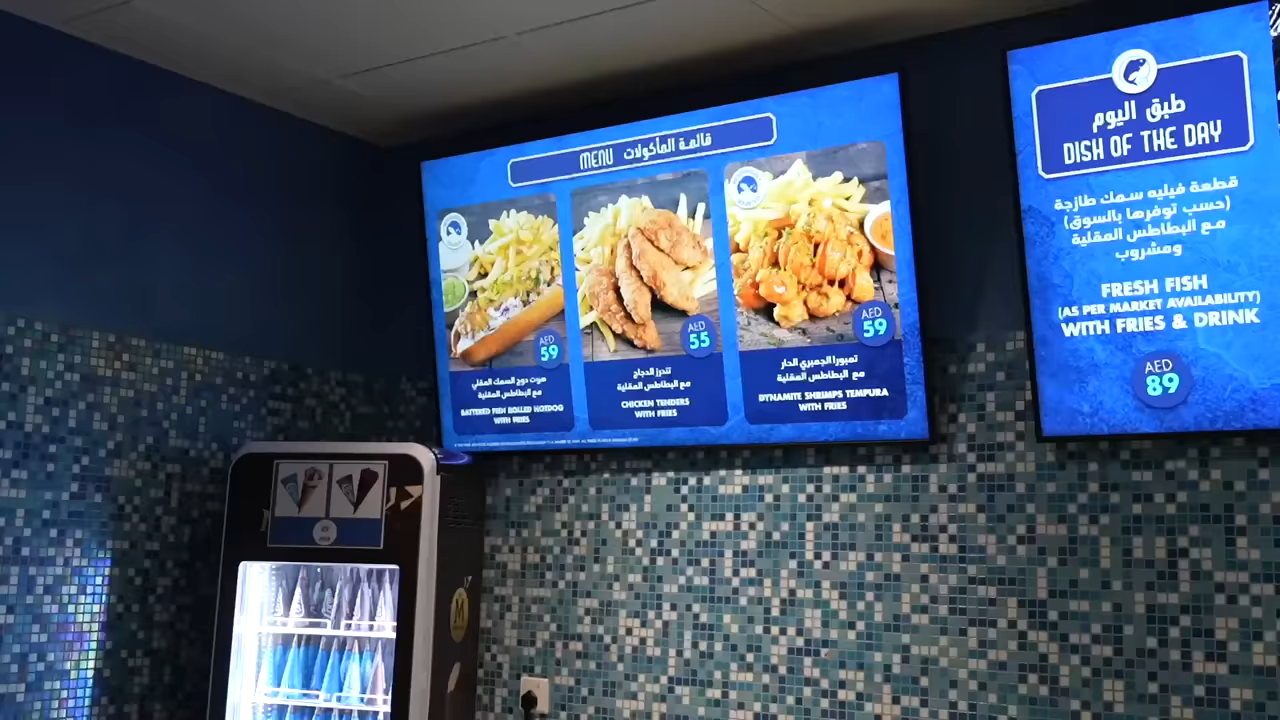 قائمة المأكولات MENU
AED
59
هوت دوج السمك المقلي
مع البطاطس المقلية
BATTERED FISH ROLLED HOTDOG
WITH FRIES
AED
55
تندرز الدجاج
مع البطاطس المقلية
CHICKEN TENDERS
WITH FRIES
AED
59
تمبورا الجمبري الحار
مع البطاطس المقلية
DYNAMITE SHRIMPS TEMPURA
WITH FRIES
طبق اليوم
DISH OF THE DAY
قطعة فيليه سمك طازجة
(حسب توفرها بالسوق)
مع البطاطس المقلية
ومشروب
FRESH FISH
(AS PER MARKET AVAILABILITY)
WITH FRIES & DRINK
AED
89
M